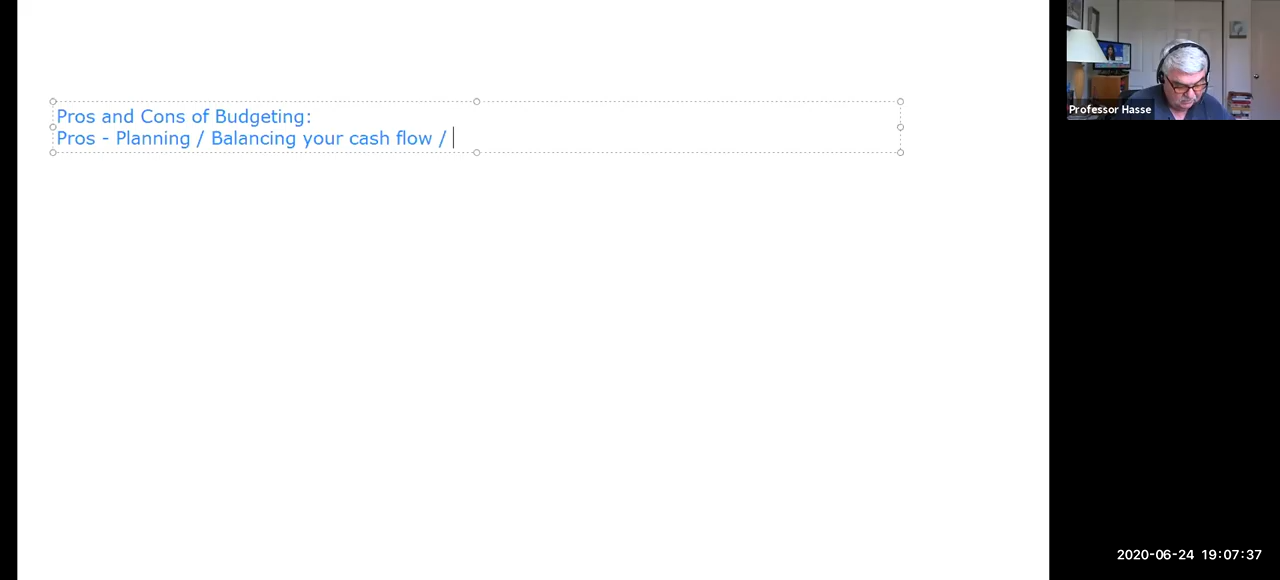 Pros and Cons of Budgeting:
Pros - Planning / Balancing your cash flow /
Professor Hasse
2020-06-24 19:07:37